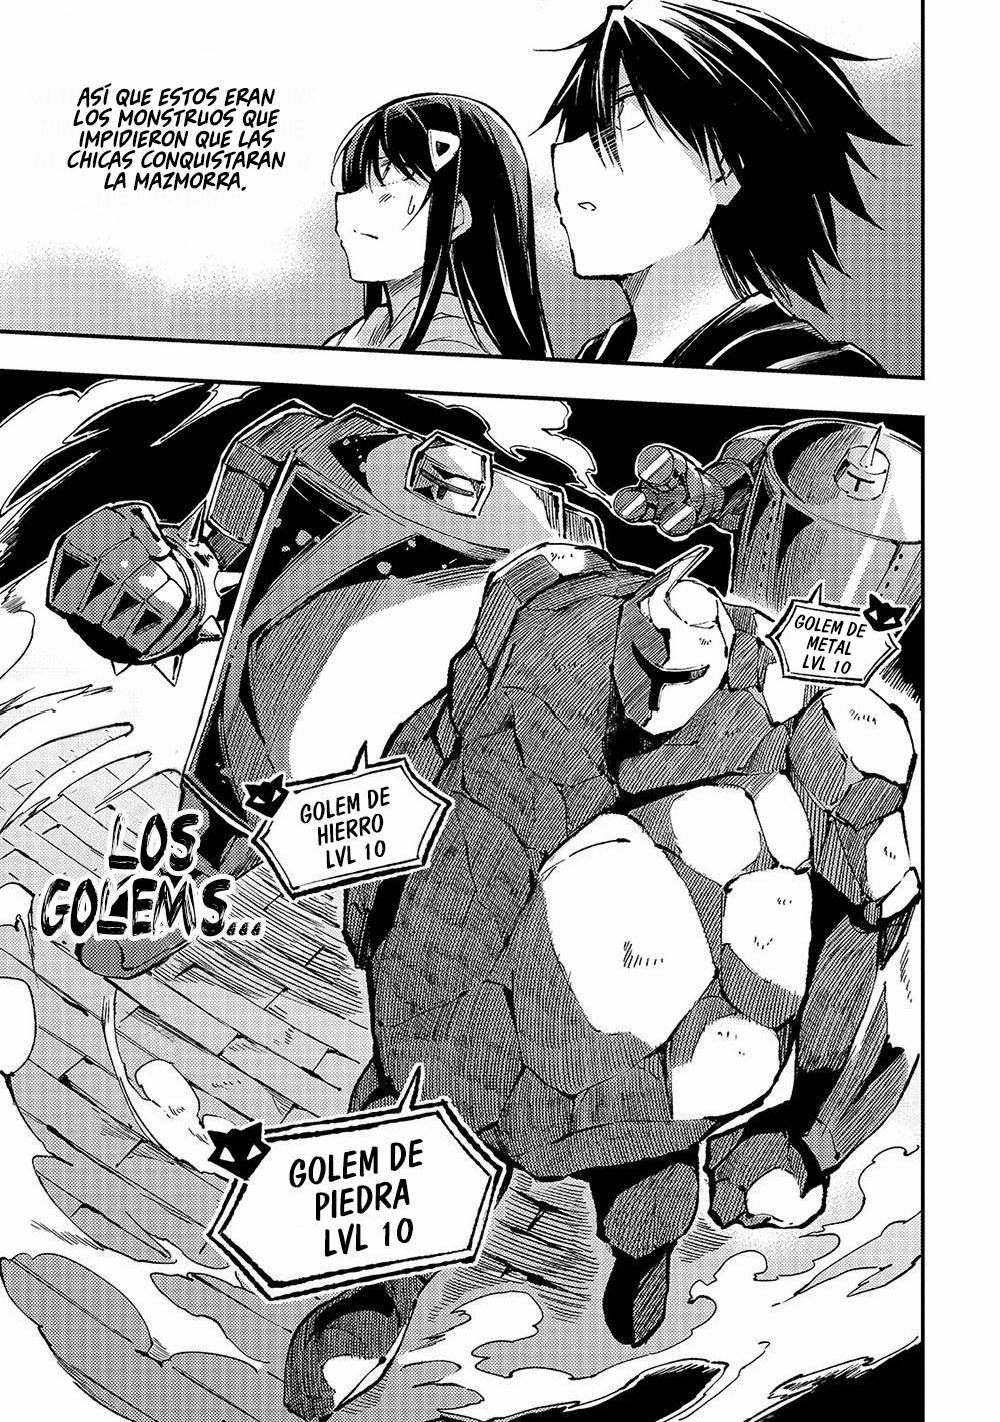 ASÍ QUE ESTOS ERAN
LOS MONSTRUOS QUE
IMPIDIERON QUE LAS
CHICAS CONQUISTARAN
LA MAZMORRA.
GOLEM DE
METAL
LVL 10
GOLEM DE
HIERRO
LVL 10
LOS
GOLEMS...
GOLEM DE
PIEDRA
LVL 10